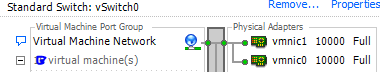 Standard Switch: vSwitch0 Remove... Properties
Virtual Machine Port Group Physical Adapters
Virtual Machine Network vmnic1 10000 Full
virtual machine(s) vmnic0 10000 Full